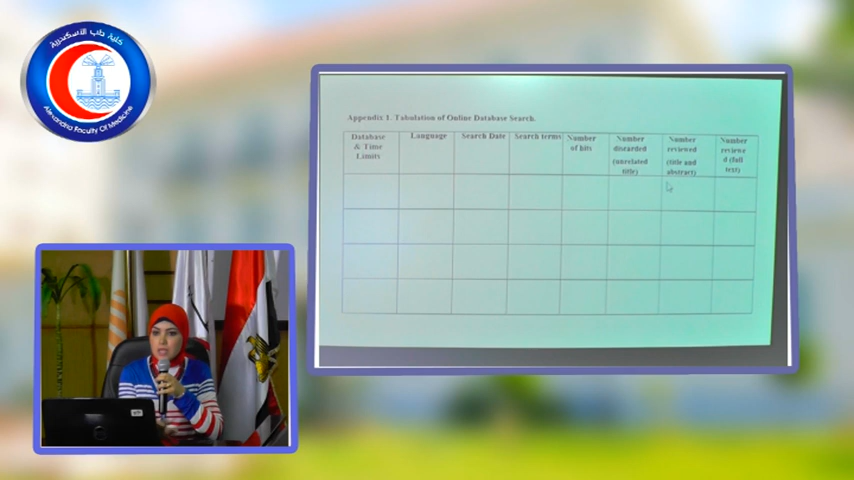 كلية طب الاسكندرية
Alexandria Faculty Of Medicine
Appendix 1. Tabulation of Online Database Search.
Database & Time Limits
Language
Search Date
Search terms
Number of hits
Number discarded (unrelated title)
Number reviewed (title and abstract)
Number reviewe d (full text)